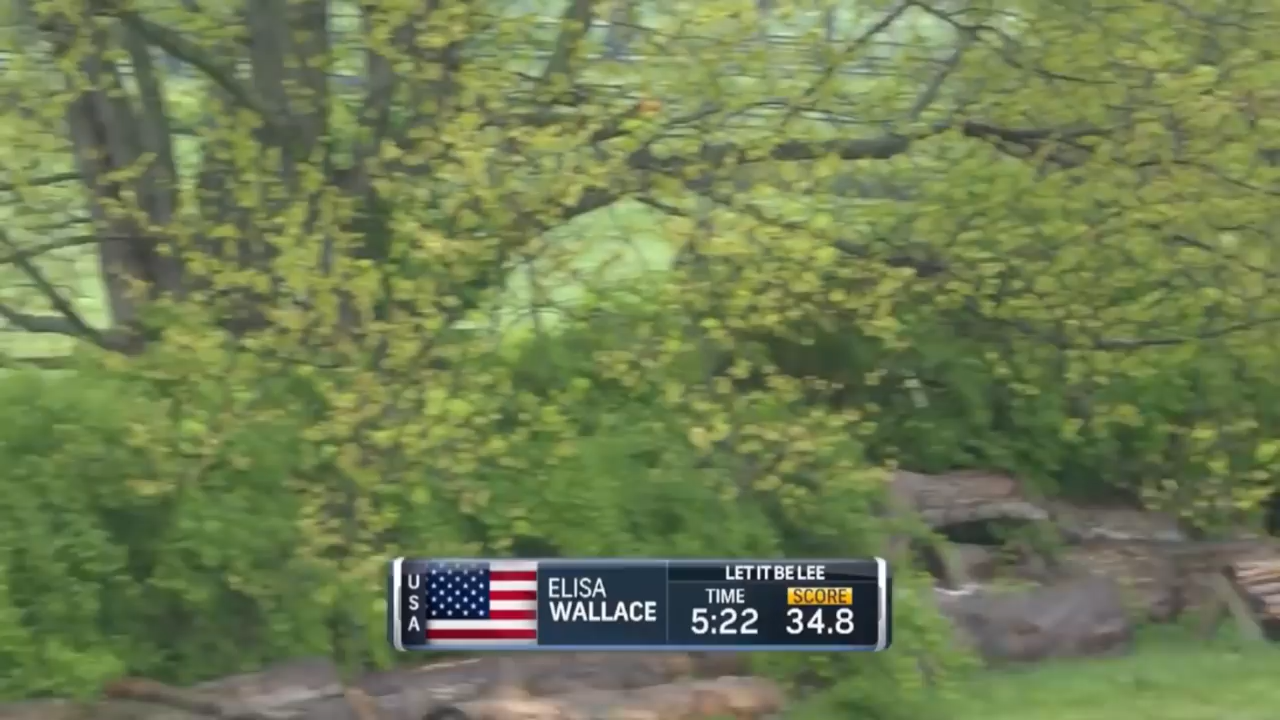 USA
ELISA
WALLACE
LET IT BE LEE
TIME
SCORE
5:22
34.8